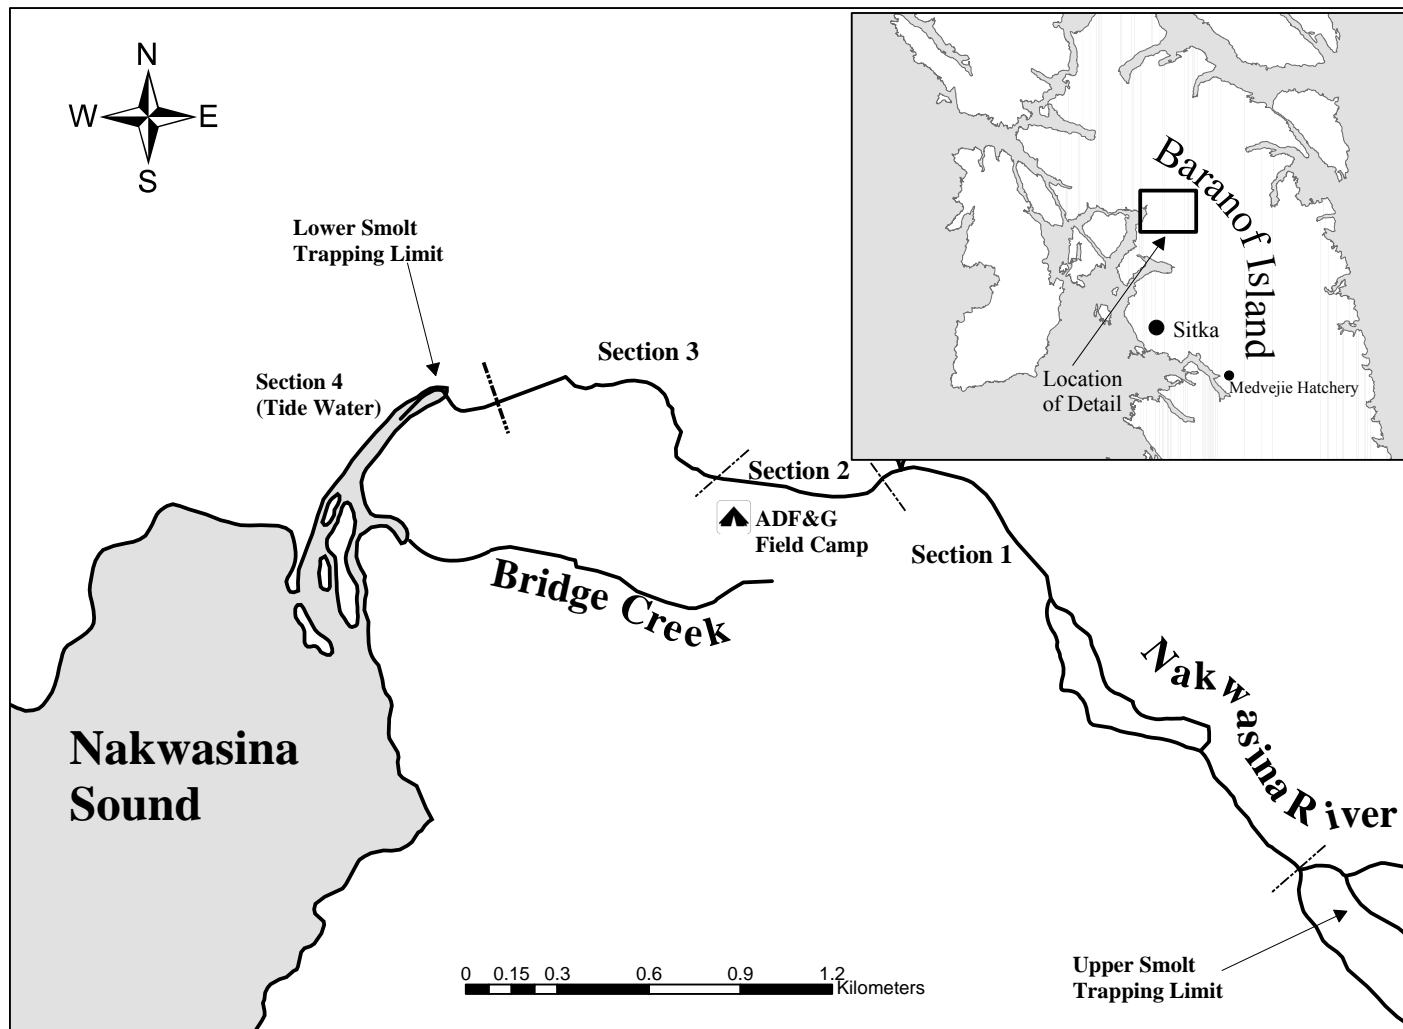 N
W E
S
Baranof Island
Sitka
Medvejie Hatchery
Location
of Detail
Lower Smolt
Trapping Limit
Section 3
Section 4
(Tide Water)
Section 2
ADF&G
Field Camp
Section 1
Bridge Creek
Nakwasina River
Nakwasina
Sound
Upper Smolt
Trapping Limit
0 0.15 0.3 0.6 0.9 1.2
Kilometers